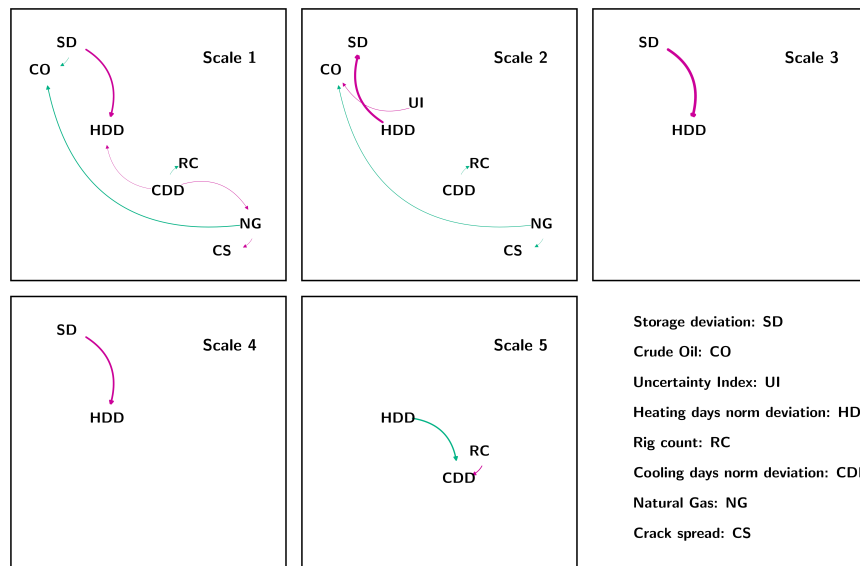 SD
Scale 1
CO
HDD
RC
CDD
NG
CS
SD
Scale 2
CO
UI
HDD
RC
CDD
NG
CS
SD
Scale 3
HDD
SD
Scale 4
HDD
Scale 5
HDD
RC
CDD
Storage deviation: SD
Crude Oil: CO
Uncertainty Index: UI
Heating days norm deviation: HD
Rig count: RC
Cooling days norm deviation: CD
Natural Gas: NG
Crack spread: CS